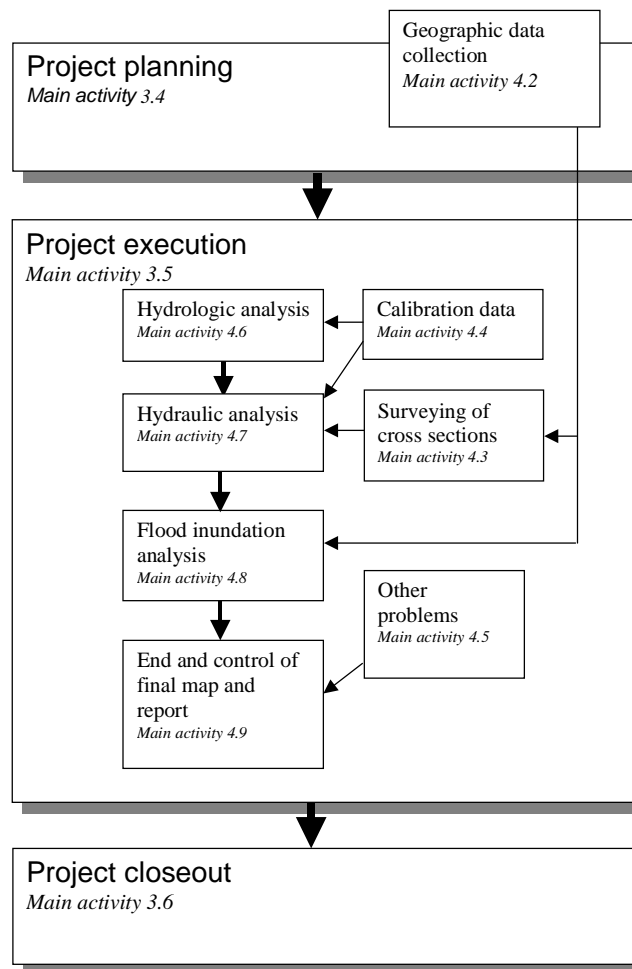 Geographic data
collection
Main activity 4.2
Project planning
Main activity 3.4
Project execution
Main activity 3.5
Hydrologic analysis
Main activity 4.6
Calibration data
Main activity 4.4
Hydraulic analysis
Main activity 4.7
Surveying of
cross sections
Main activity 4.3
Flood inundation
analysis
Main activity 4.8
Other
problems
Main activity 4.5
End and control of
final map and
report
Main activity 4.9
Project closeout
Main activity 3.6